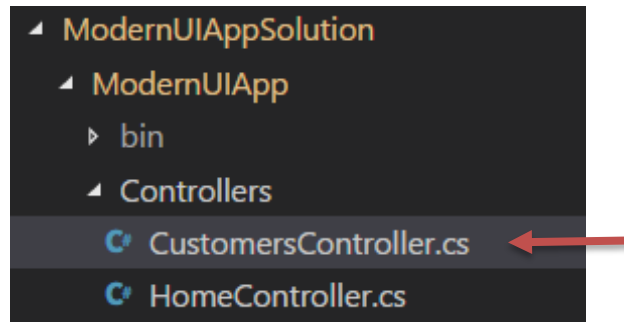 ModernUIAppSolution
ModernUIApp
bin
Controllers
C# CustomersController.cs
C# HomeController.cs